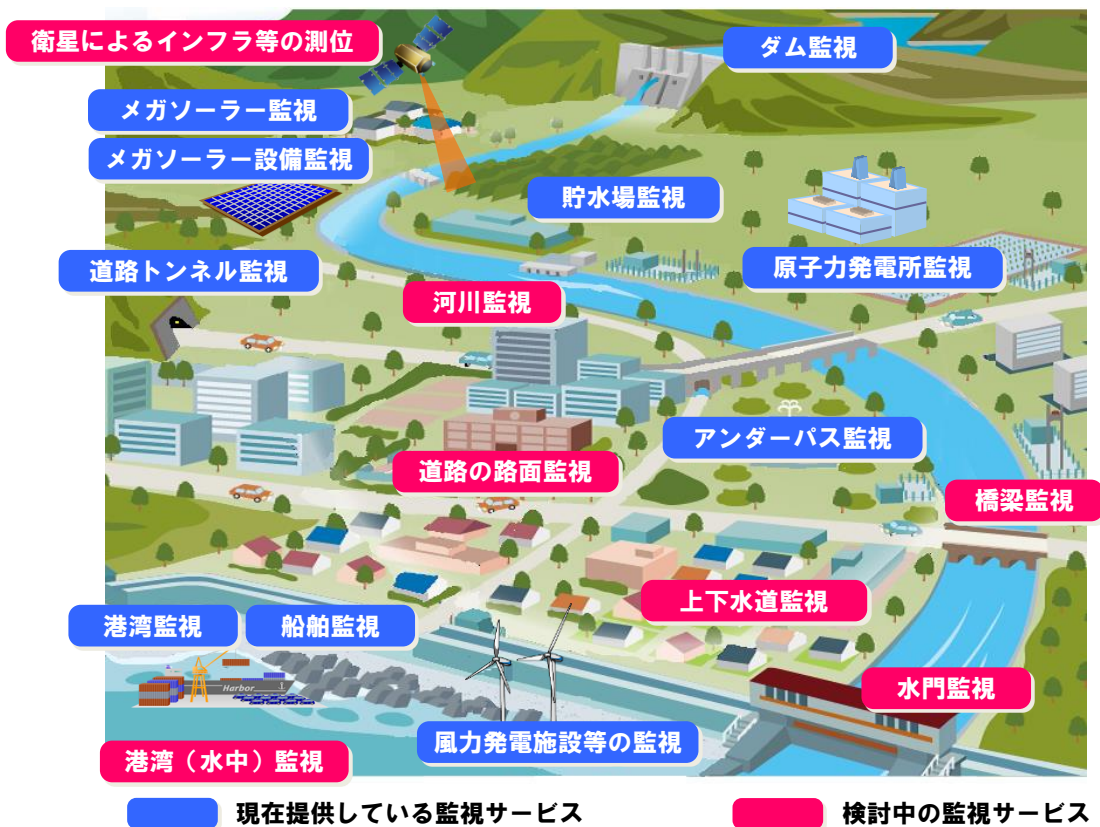 衛星によるインフラ等の測位
ダム監視
メガソーラー監視
メガソーラー設備監視
貯水場監視
道路トンネル監視
原子力発電所監視
河川監視
アンダーパス監視
道路の路面監視
橋梁監視
上下水道監視
港湾監視
船舶監視
水門監視
Harbor
風力発電施設等の監視
港湾（水中）監視
現在提供している監視サービス
検討中の監視サービス